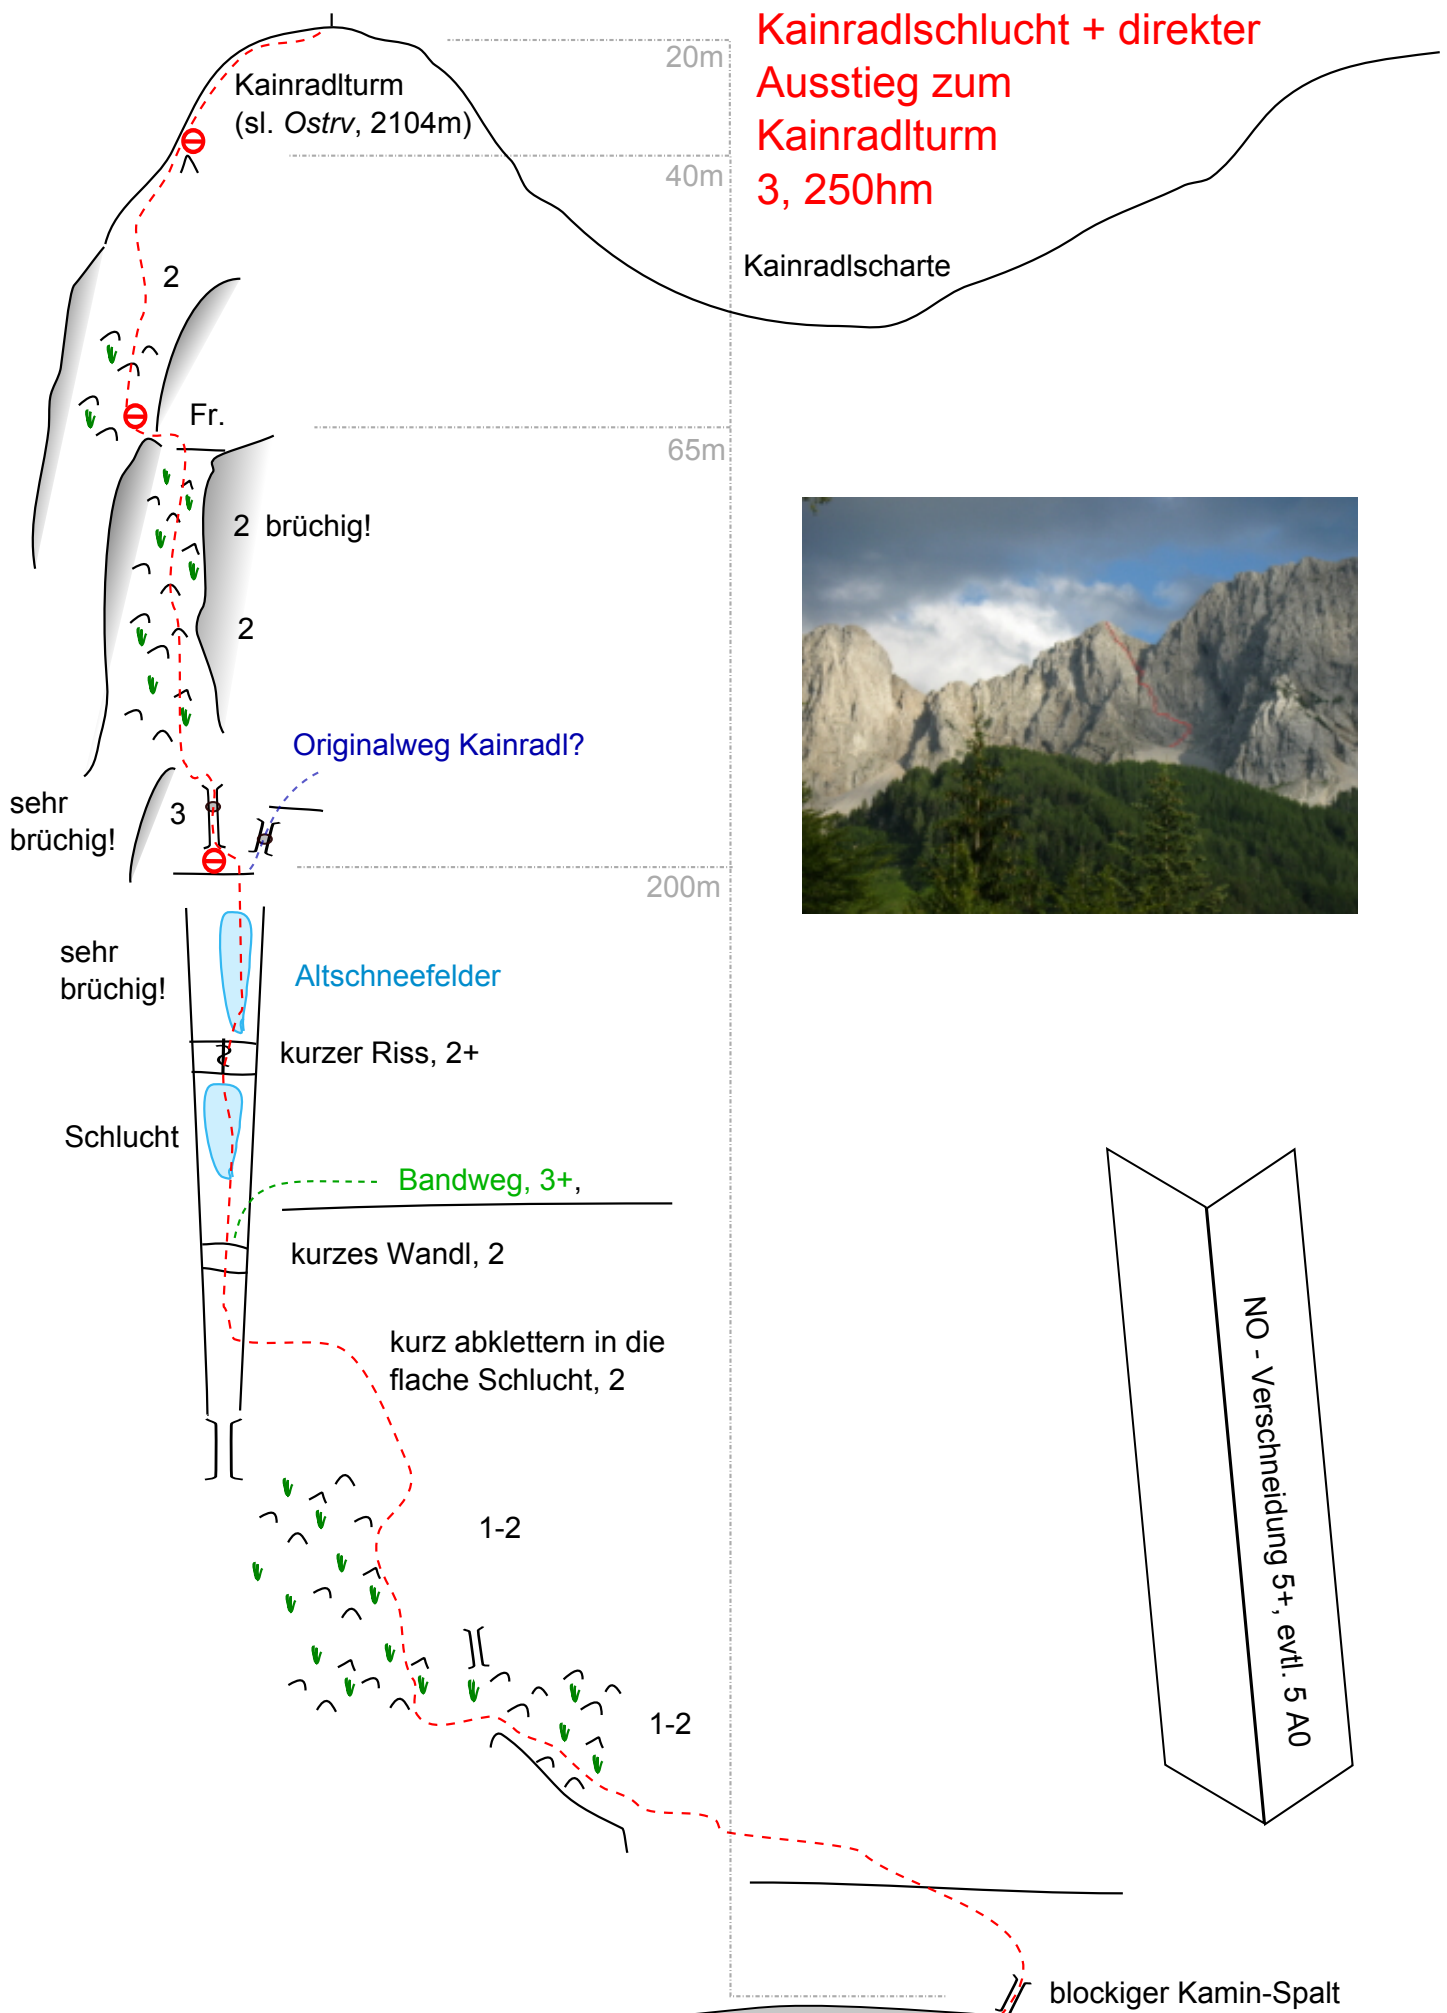 Kainradlschlucht + direkter
Ausstieg zum
Kainradlturm
3, 250hm
20m
Kainradlturm
(sl. Ostrv, 2104m)
40m
Kainradlscharte
2
Fr.
65m
2 brüchig!
2
Originalweg Kainradl?
sehr
brüchig!
3
200m
sehr
brüchig!
Altschneefelder
kurzer Riss, 2+
Schlucht
Bandweg, 3+,
kurzes Wandl, 2
kurz abklettern in die
flache Schlucht, 2
NO - Verschneidung 5+, evtl. 5 A0
1-2
1-2
blockiger Kamin-Spalt